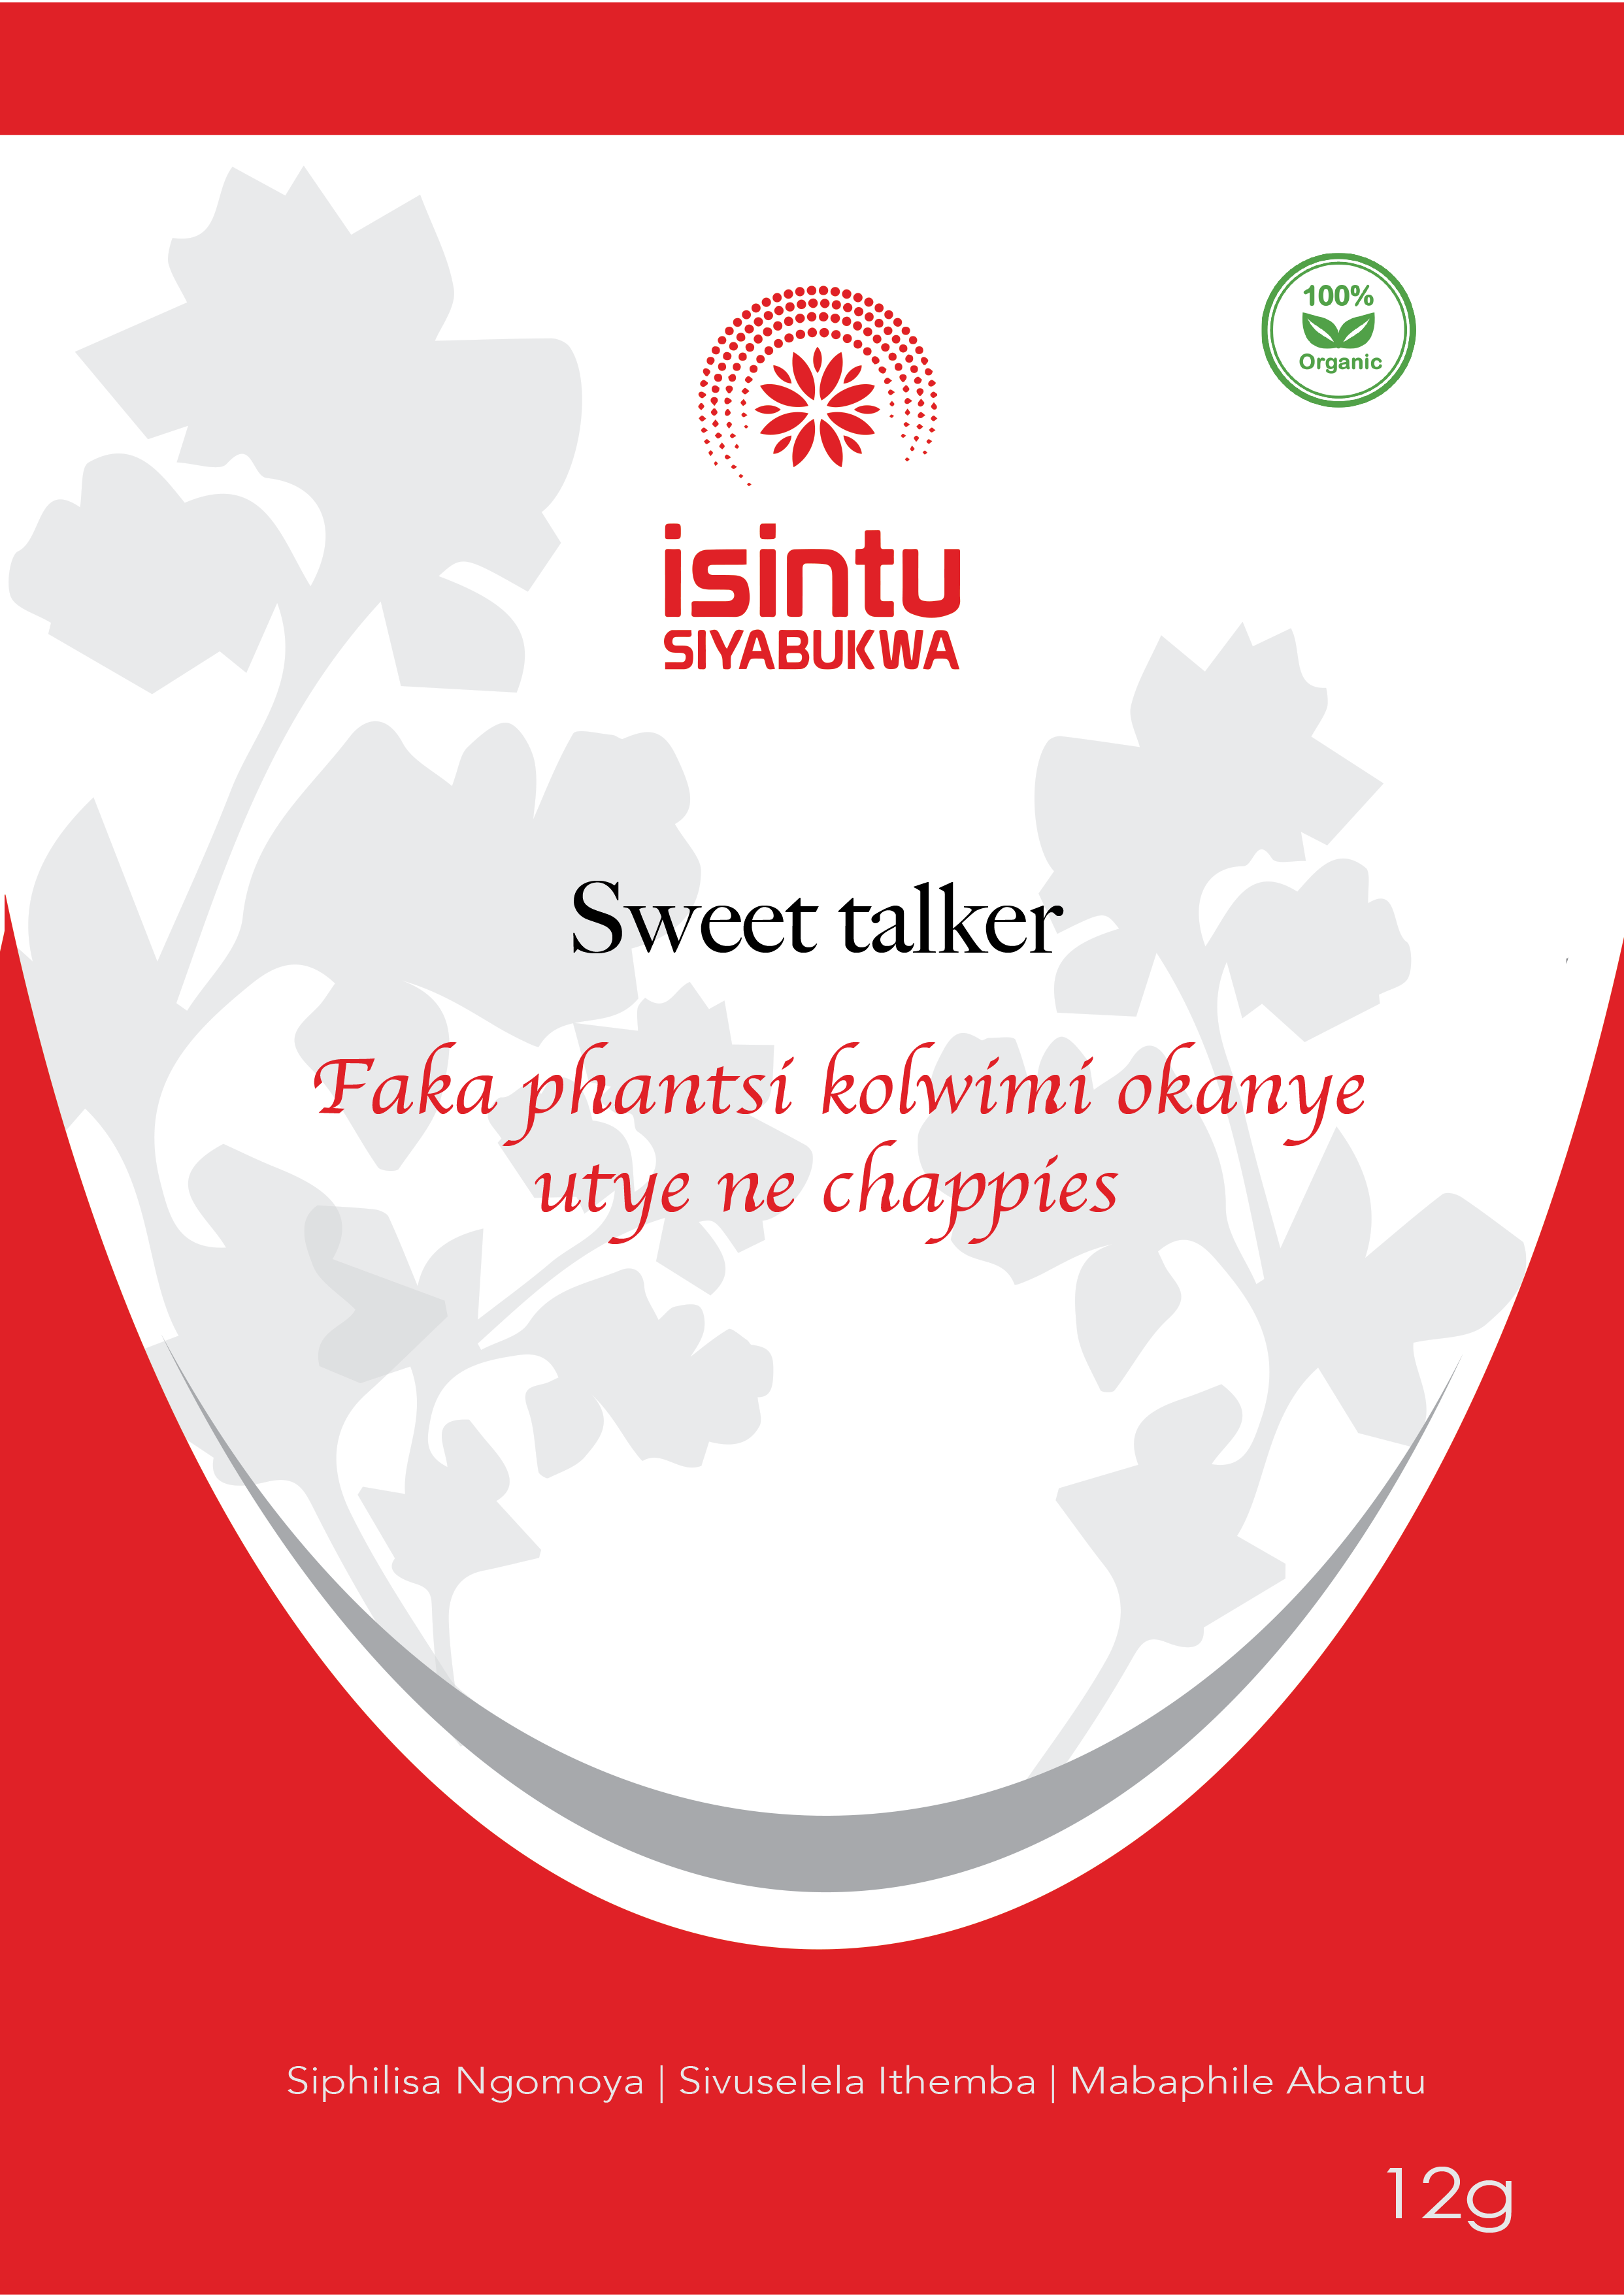 100%
Organic
isintu
SIYABUKWA
Sweet talker
Faka phantsi kolwimi okanye
utye ne chappies
Siphilisa Ngomoya | Sivuselela Ithemba | Mabaphile Abantu
12g